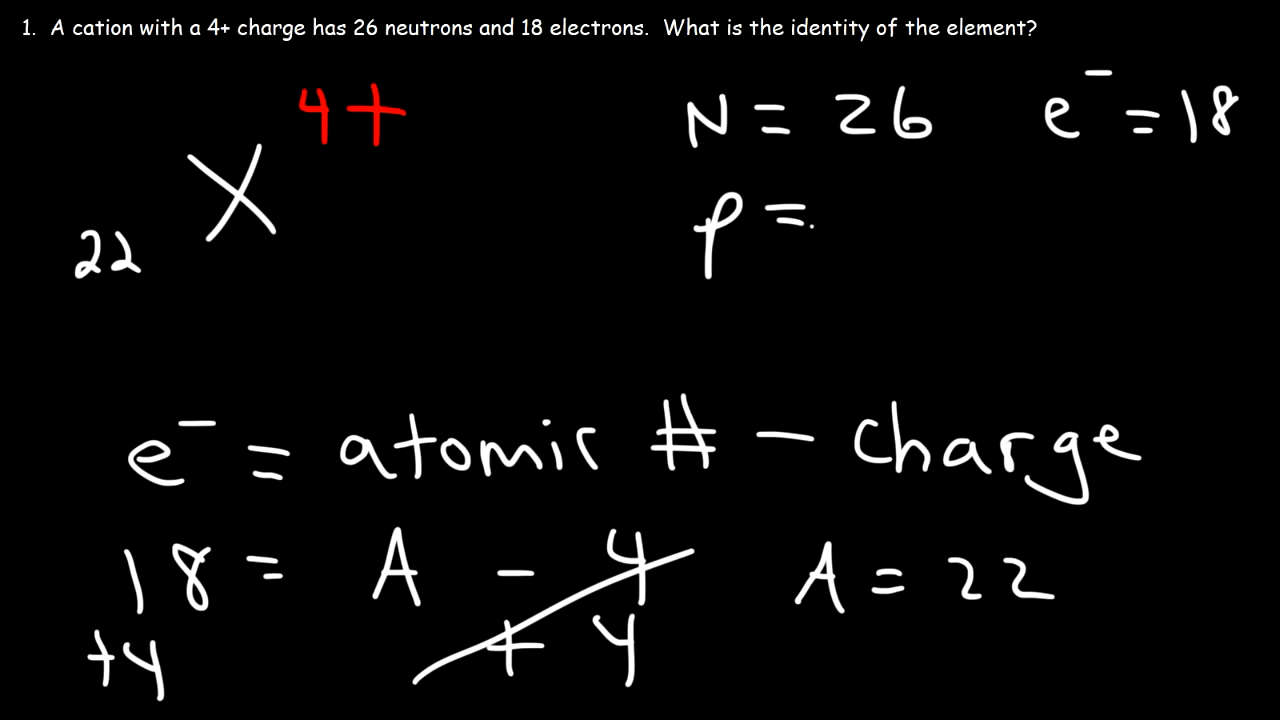 1. A cation with a 4+ charge has 26 neutrons and 18 electrons. What is the identity of the element?
22 X 4+
N = 26 e⁻ = 18
p =
e⁻ = atomic # - charge
18 = A - 4 A = 22
+4 + 4